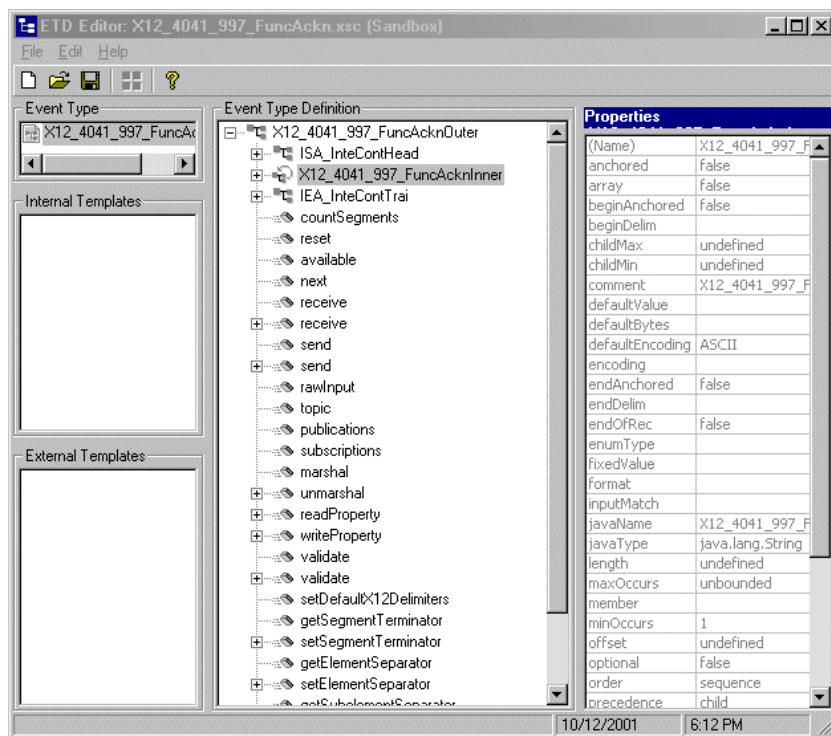 ETD Editor: X12_4041_997_FuncAckn.xsc (Sandbox)
File Edit Help
Event Type
X12_4041_997_FuncAc
Internal Templates
External Templates
Event Type Definition
X12_4041_997_FuncAcknOuter
ISA_InteContHead
X12_4041_997_FuncAcknInner
IEA_InteContTrai
countSegments
reset
available
next
receive
receive
send
send
rawInput
topic
publications
subscriptions
marshal
unmarshal
readProperty
writeProperty
validate
validate
setDefaultX12Delimiters
getSegmentTerminator
setSegmentTerminator
getElementSeparator
setElementSeparator
getSubelementSeparator
Properties
(Name) X12_4041_997_F
anchored false
array false
beginAnchored false
beginDelim
childMax undefined
childMin undefined
comment X12_4041_997_F
defaultValue
defaultBytes
defaultEncoding ASCII
encoding
endAnchored false
endDelim
endOfRec false
enumType
fixedValue
format
inputMatch
javaName X12_4041_997_F
javaType java.lang.String
length undefined
maxOccurs unbounded
member
minOccurs 1
offset undefined
optional false
order sequence
precedence child
10/12/2001 6:12 PM